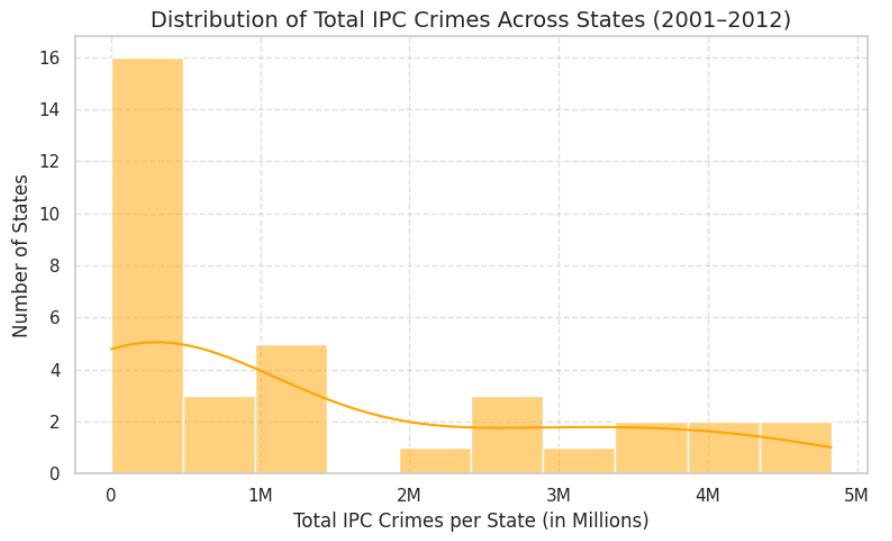 Distribution of Total IPC Crimes Across States (2001–2012)
Number of States
16
14
12
10
8
6
4
2
0
0 1M 2M 3M 4M 5M
Total IPC Crimes per State (in Millions)